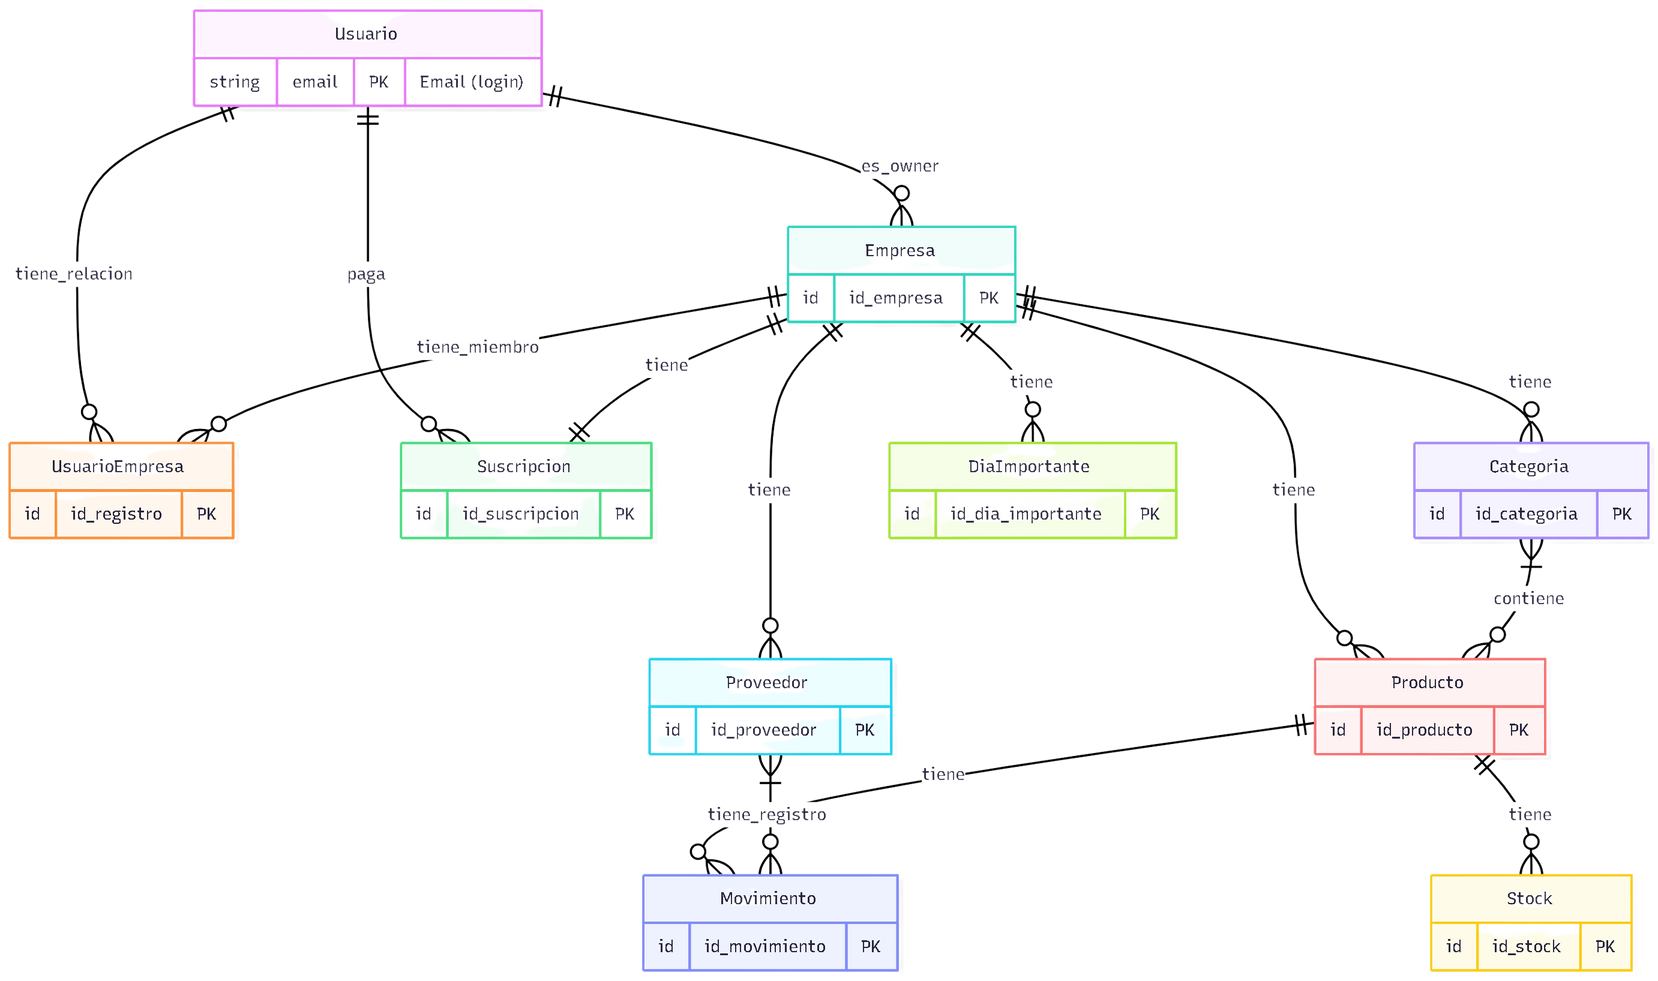 Usuario
string email PK Email (login)
es_owner
Empresa
id id_empresa PK
tiene_relacion
paga
tiene_miembro
tiene
tiene
tiene
UsuarioEmpresa
id id_registro PK
Suscripcion
id id_suscripcion PK
DiaImportante
id id_dia_importante PK
Categoria
id id_categoria PK
tiene
tiene
contiene
Proveedor
id id_proveedor PK
Producto
id id_producto PK
tiene
tiene_registro
tiene
Movimiento
id id_movimiento PK
Stock
id id_stock PK